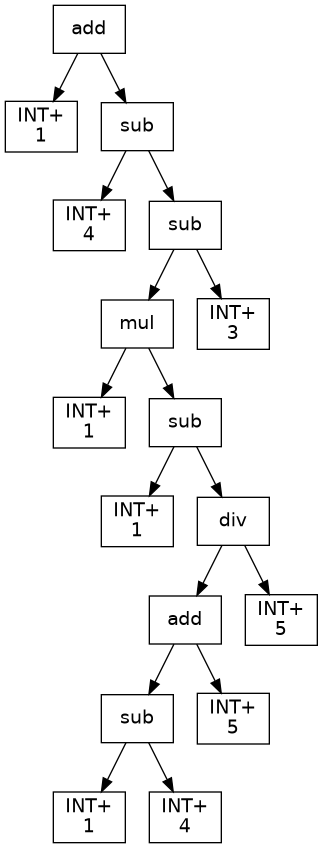 add
INT+
1
sub
INT+
4
sub
mul
INT+
3
INT+
1
sub
INT+
1
div
add
INT+
5
sub
INT+
5
INT+
1
INT+
4